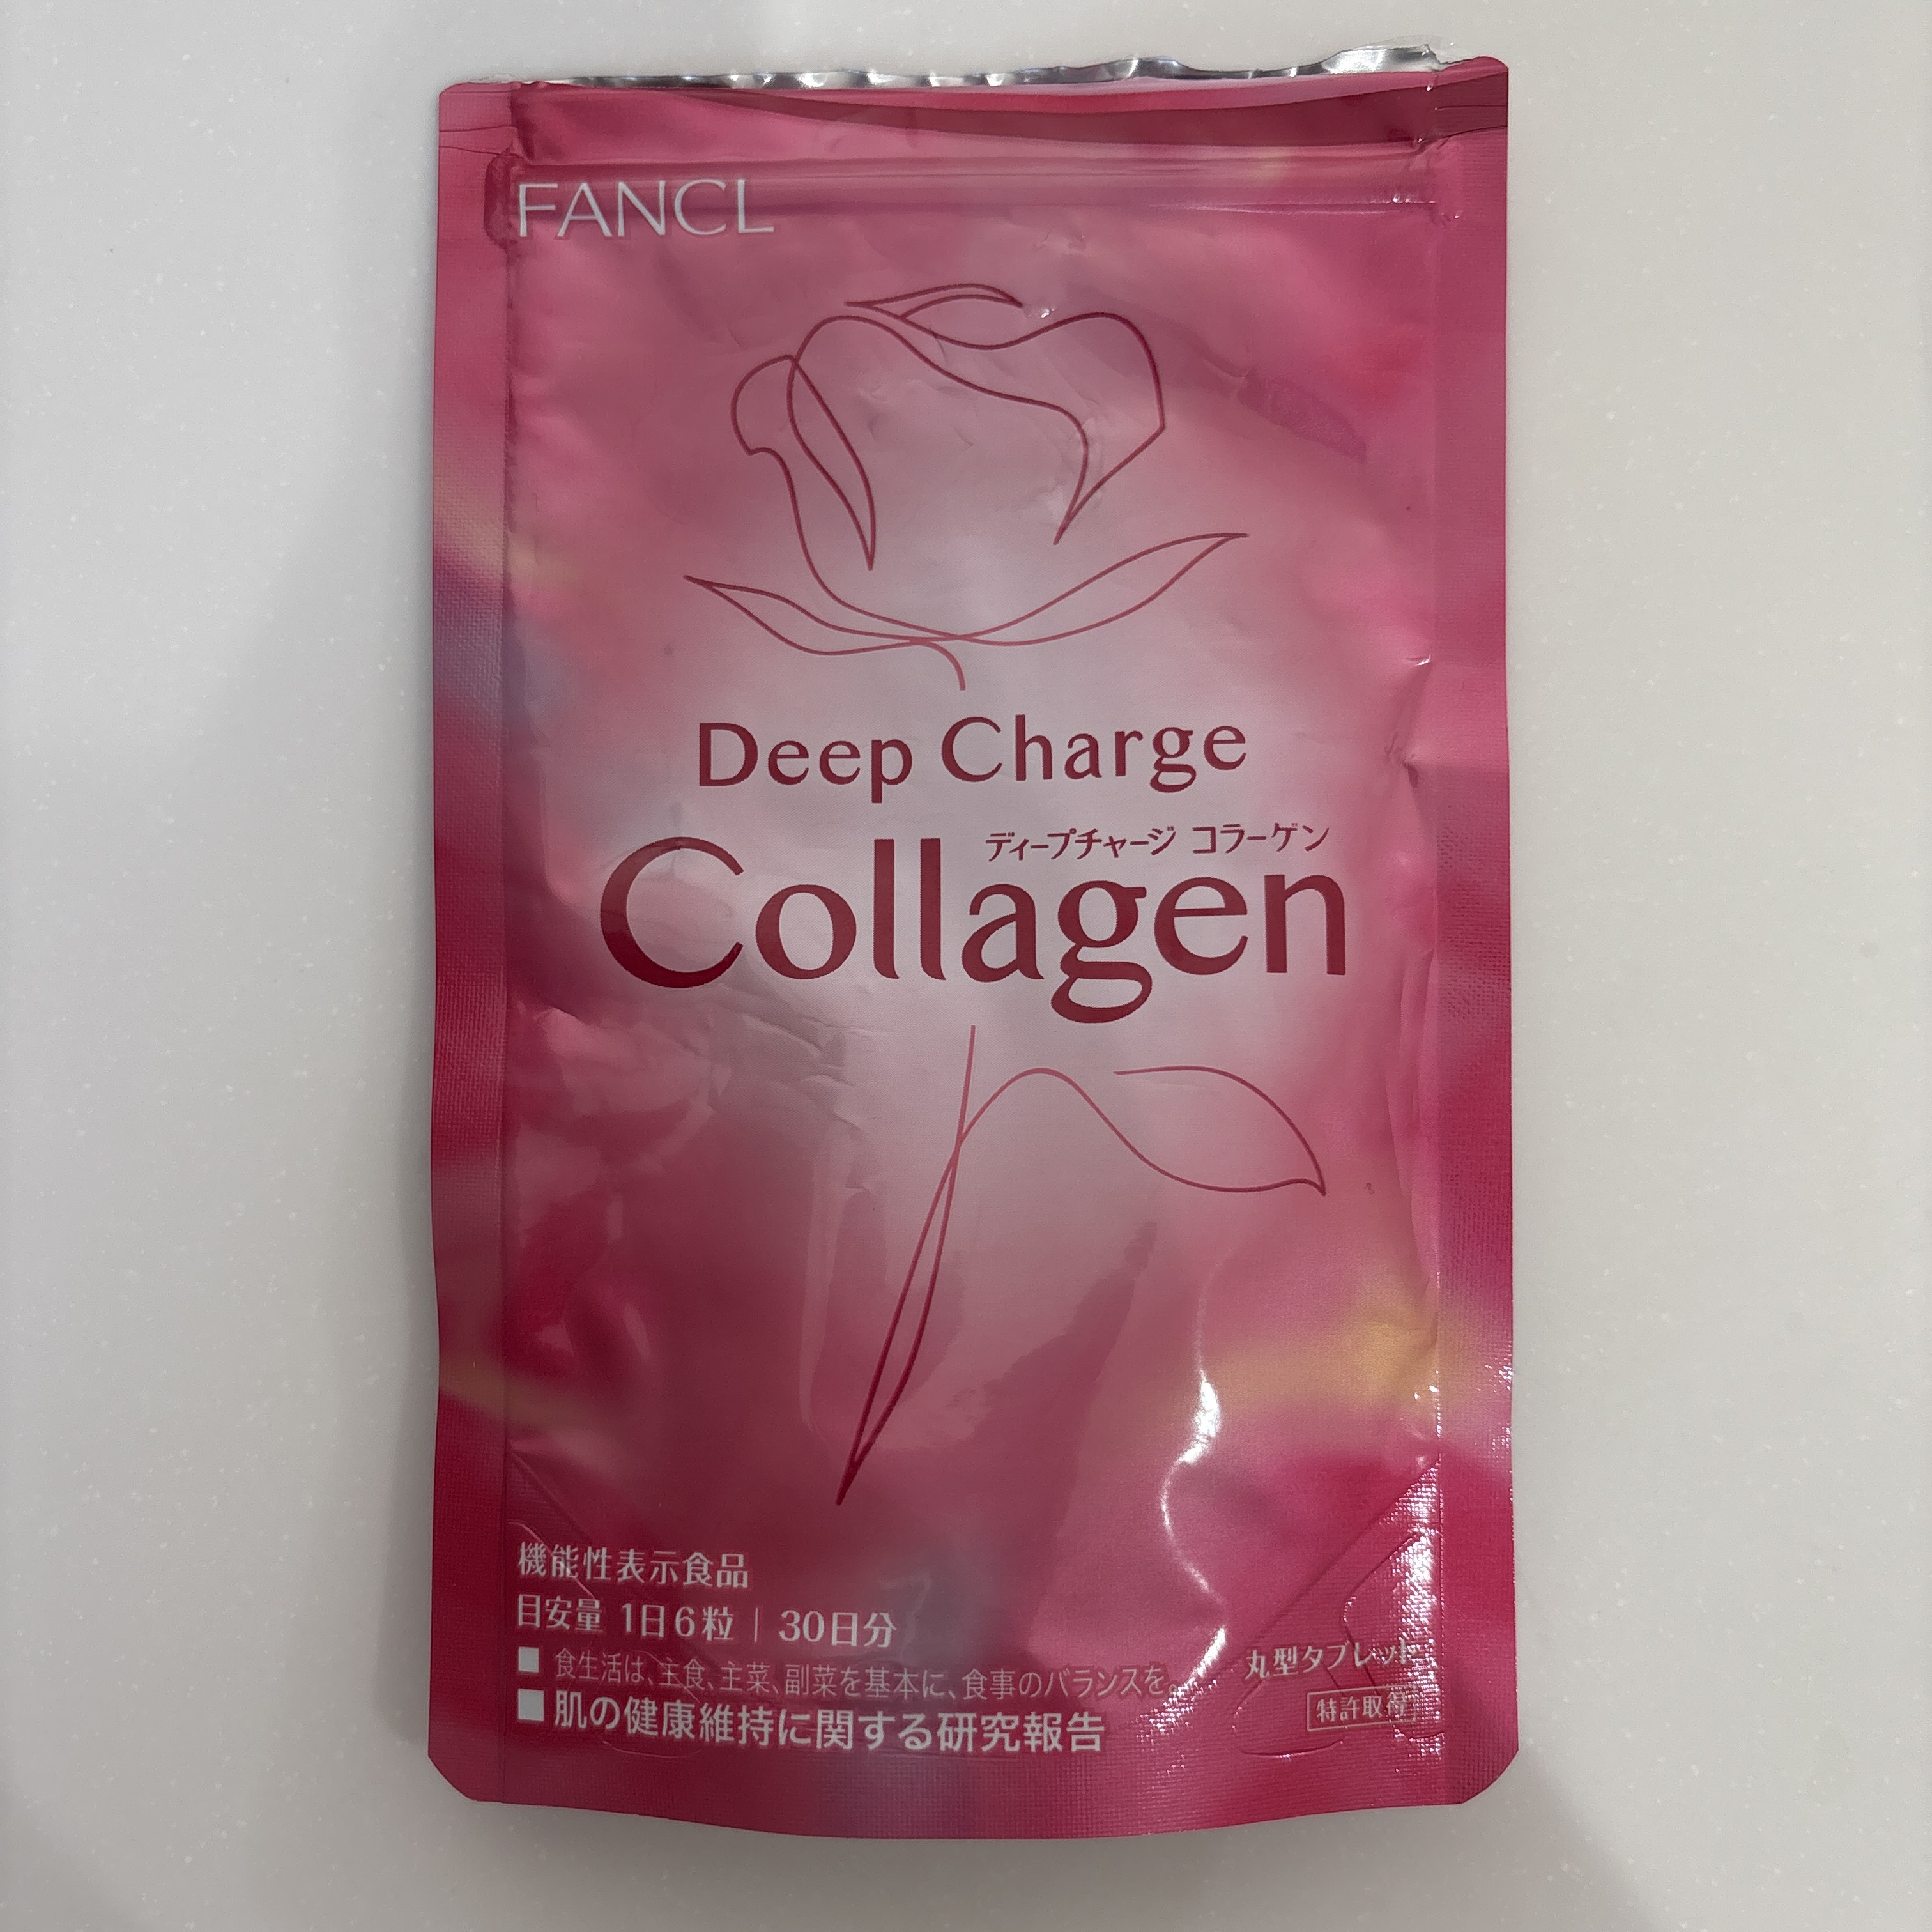 FANCL
Deep Charge
ディープチャージ コラーゲン
Collagen
機能性表示食品
目安量 1日6粒 | 30日分
■ 食生活は、主食、主菜、副菜を基本に、食事のバランスを。
■ 肌の健康維持に関する研究報告
丸型タブレット
特許取得